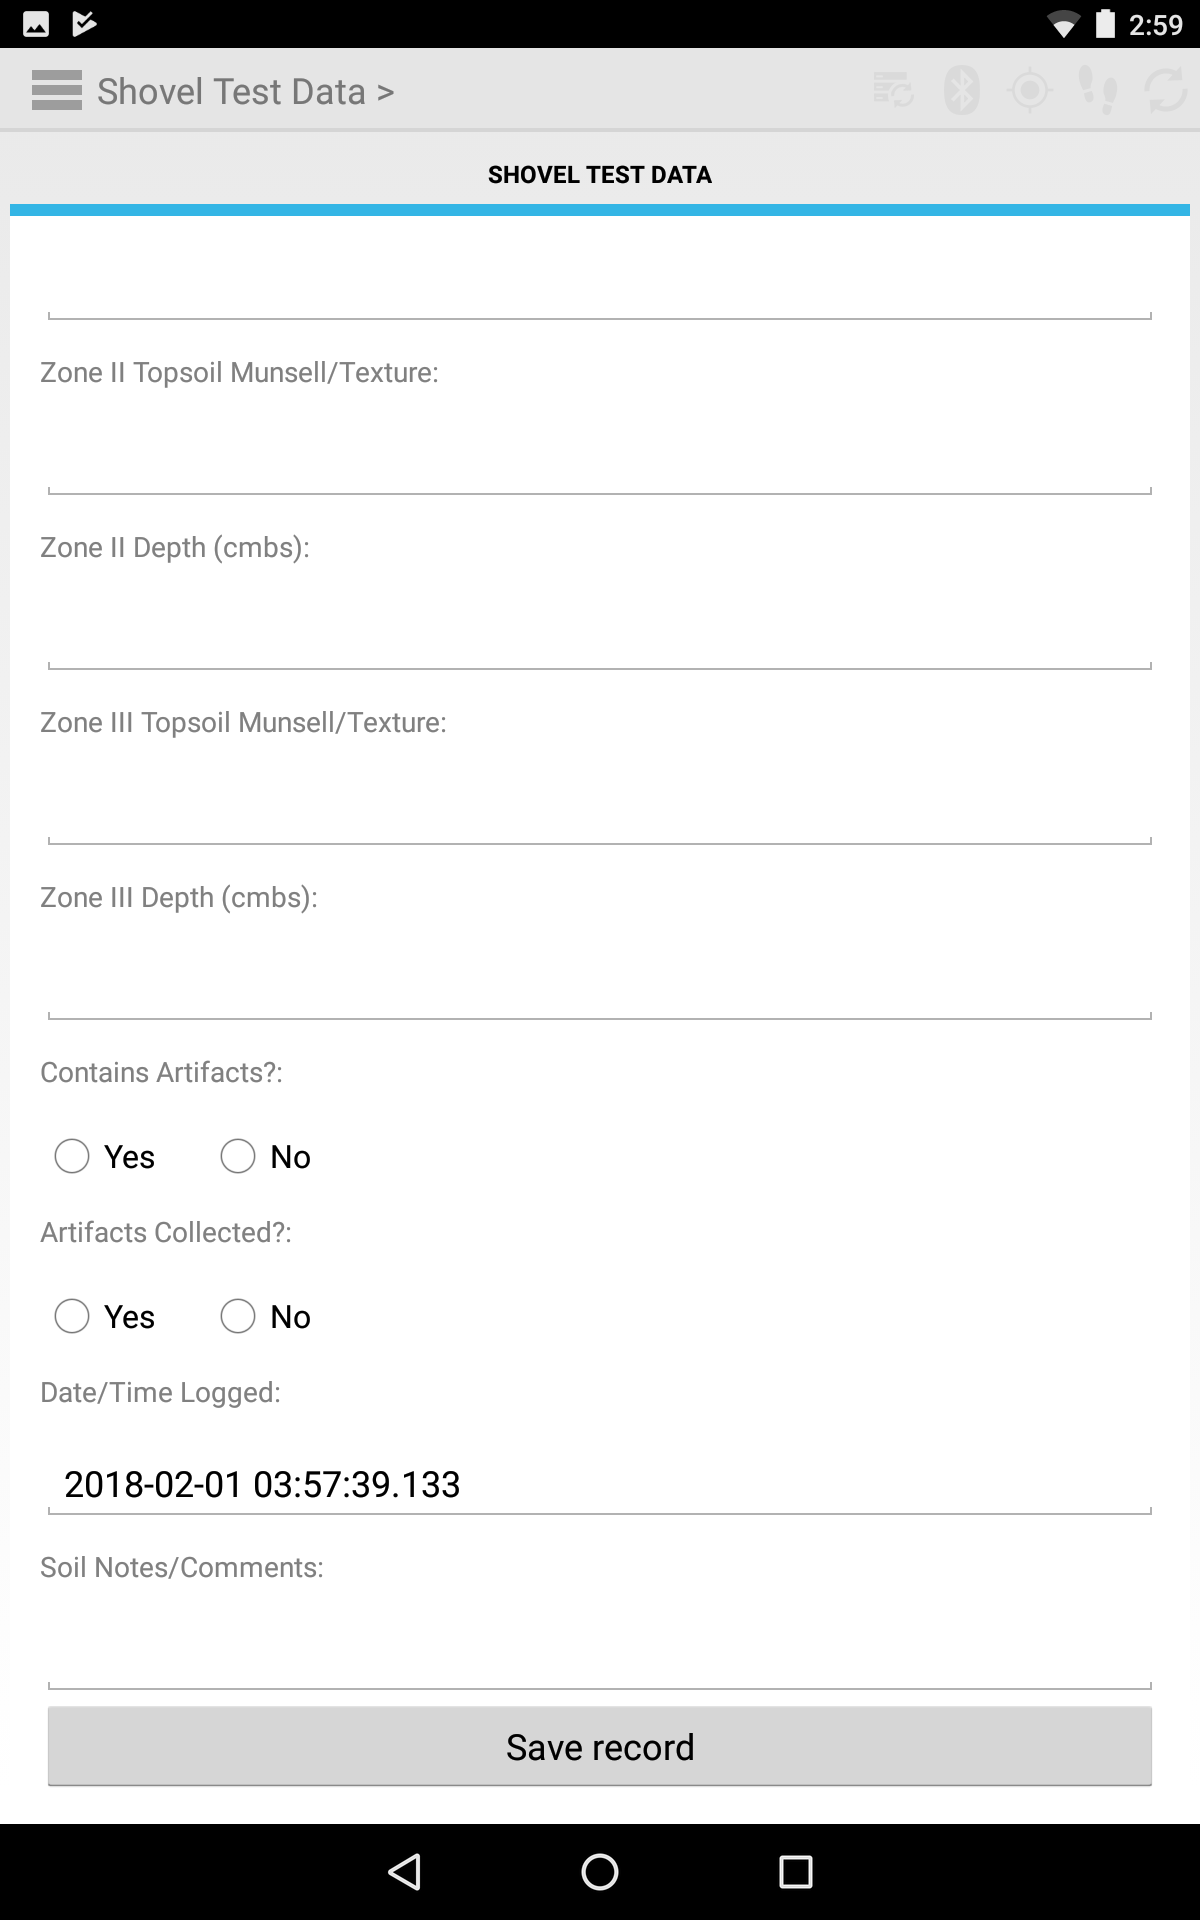 2:59
Shovel Test Data >
SHOVEL TEST DATA
Zone II Topsoil Munsell/Texture:
Zone II Depth (cmbs):
Zone III Topsoil Munsell/Texture:
Zone III Depth (cmbs):
Contains Artifacts?:
Yes No
Artifacts Collected?:
Yes No
Date/Time Logged:
2018-02-01 03:57:39.133
Soil Notes/Comments:
Save record